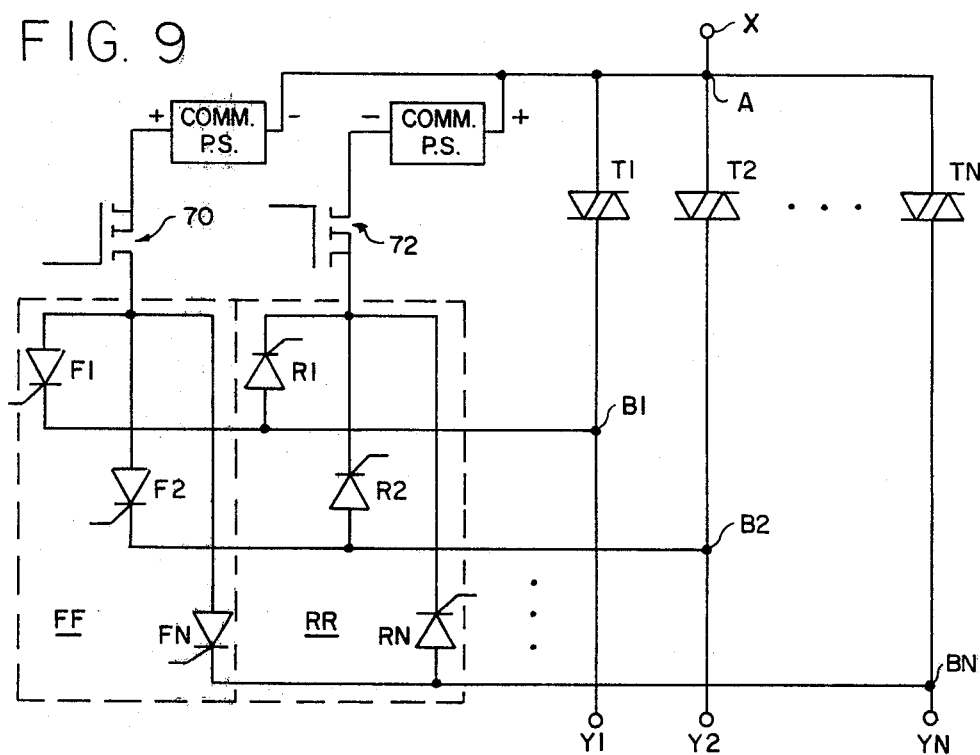 FIG. 9
X
A
+ COMM. P.S. -
- COMM. P.S. +
T1 T2 . . . TN
70
72
F1 R1
B1
F2 R2
B2
FF FN RR RN
BN
Y1 Y2 YN